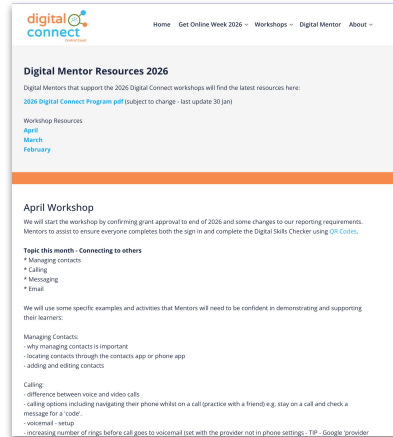 digital
connect
central coast
Home Get Online Week 2026 Workshops Digital Mentor About
Digital Mentor Resources 2026
Digital Mentors that support the 2026 Digital Connect workshops will find the latest resources here:
2026 Digital Connect Program pdf (subject to change - last update 30 Jan)
Workshop Resources
April
March
February
April Workshop
We will start the workshop by confirming grant approval to end of 2026 and some changes to our reporting requirements.
Mentors to assist to ensure everyone completes both the sign in and complete the Digital Skills Checker using QR Codes.
Topic this month - Connecting to others
* Managing contacts
* Calling
* Messaging
* Email
We will use some specific examples and activities that Mentors will need to be confident in demonstrating and supporting
their learners:
Managing Contacts:
- why managing contacts is important
- locating contacts through the contacts app or phone app
- adding and editing contacts
Calling:
- difference between voice and video calls
- calling options including navigating their phone whilst on a call (practice with a friend) e.g. stay on a call and check a
message for a 'code'.
- voicemail - setup
- increasing number of rings before call goes to voicemail (set with the provider not in phone settings - TIP - Google 'provider